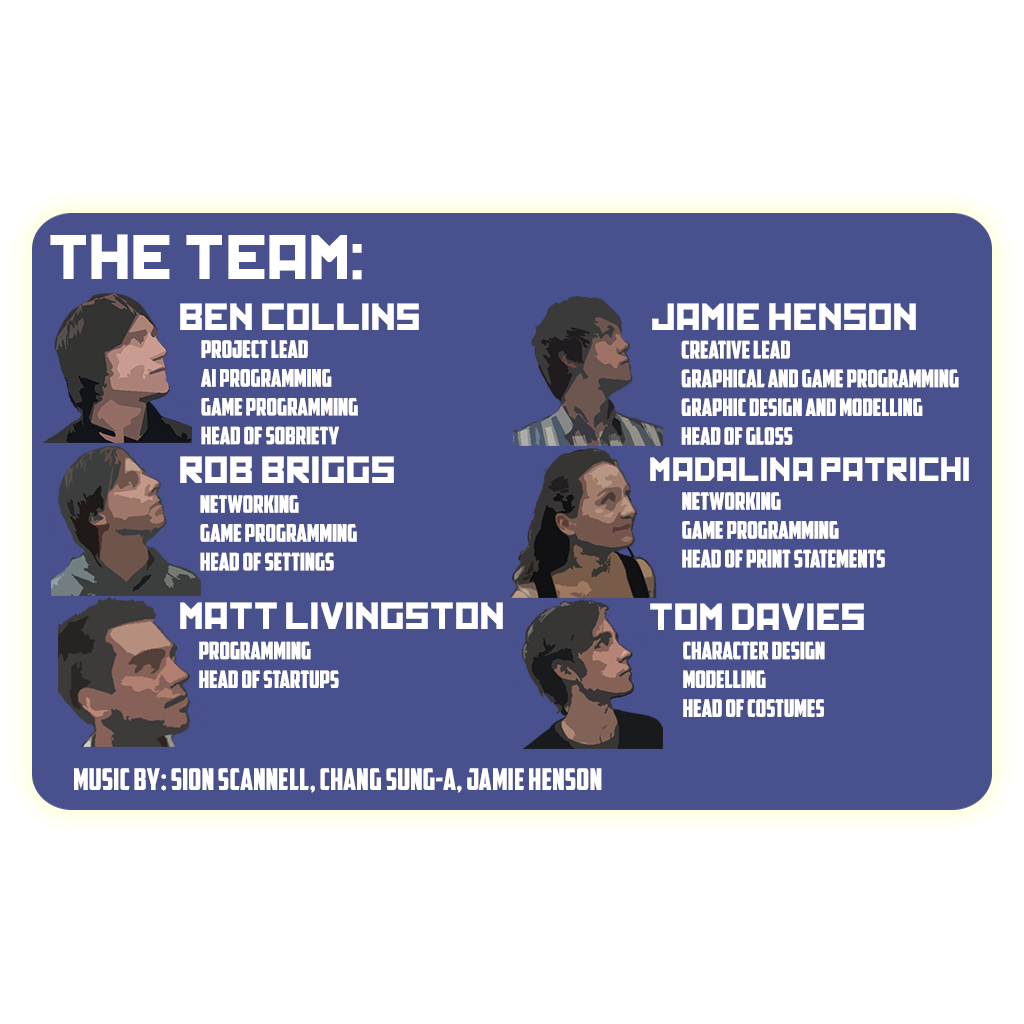 THE TEAM:
BEN COLLINS
PROJECT LEAD
AI PROGRAMMING
GAME PROGRAMMING
HEAD OF SOBRIETY
JAMIE HENSON
CREATIVE LEAD
GRAPHICAL AND GAME PROGRAMMING
GRAPHIC DESIGN AND MODELLING
HEAD OF GLOSS
ROB BRIGGS
NETWORKING
GAME PROGRAMMING
HEAD OF SETTINGS
MADALINA PATRICHI
NETWORKING
GAME PROGRAMMING
HEAD OF PRINT STATEMENTS
MATT LIVINGSTON
PROGRAMMING
HEAD OF STARTUPS
TOM DAVIES
CHARACTER DESIGN
MODELLING
HEAD OF COSTUMES
MUSIC BY: SION SCANNELL, CHANG SUNG-A, JAMIE HENSON